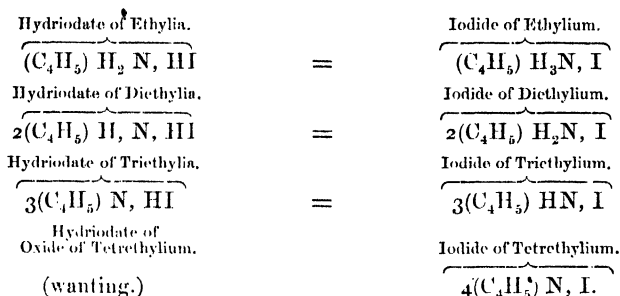 Hydriodate of Ethylia. Iodide of Ethylium.
(C₄H₅) H₂ N, HI = (C₄H₅) H₃N, I
Hydriodate of Diethylia. Iodide of Diethylium.
2(C₄H₅) H, N, HI = 2(C₄H₅) H₂N, I
Hydriodate of Triethylia. Iodide of Triethylium.
3(C₄H₅) N, HI = 3(C₄H₅) HN, I
Hydriodate of
Oxide of Tetrethylium. Iodide of Tetrethylium.
(wanting.) 4(C₄H₅) N, I.